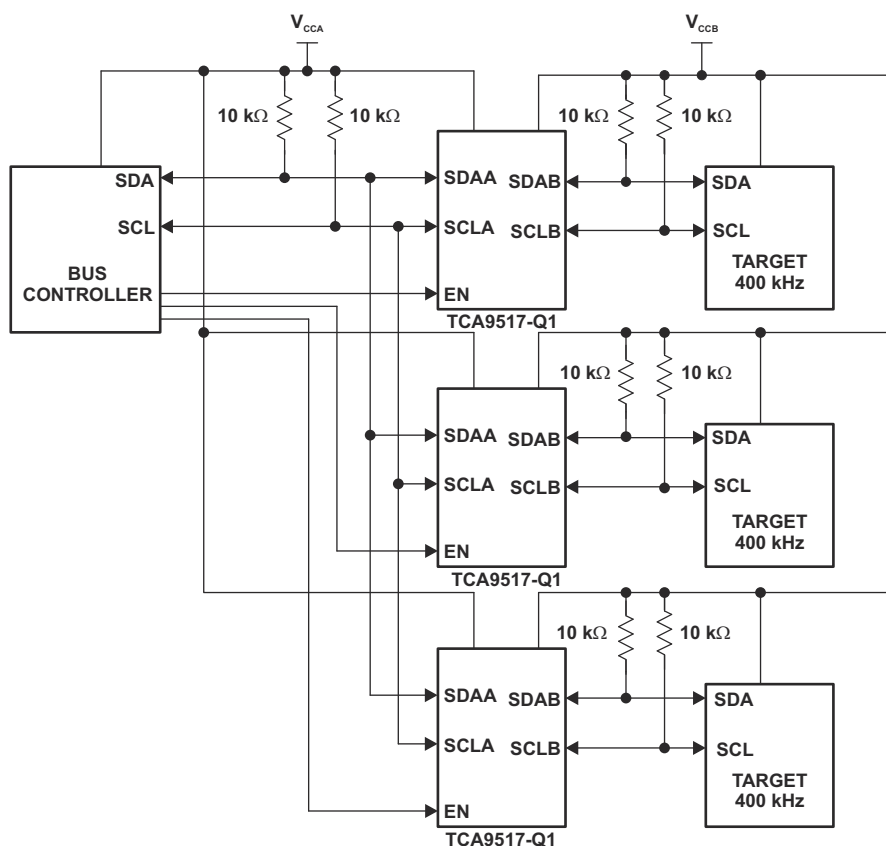 V_CCA
V_CCB
10 kΩ
10 kΩ
10 kΩ
10 kΩ
SDA
SCL
BUS
CONTROLLER
SDAA
SDAB
SCLA
SCLB
EN
TCA9517-Q1
SDA
SCL
TARGET
400 kHz
10 kΩ
10 kΩ
SDAA
SDAB
SCLA
SCLB
EN
TCA9517-Q1
SDA
SCL
TARGET
400 kHz
10 kΩ
10 kΩ
SDAA
SDAB
SCLA
SCLB
EN
TCA9517-Q1
SDA
SCL
TARGET
400 kHz